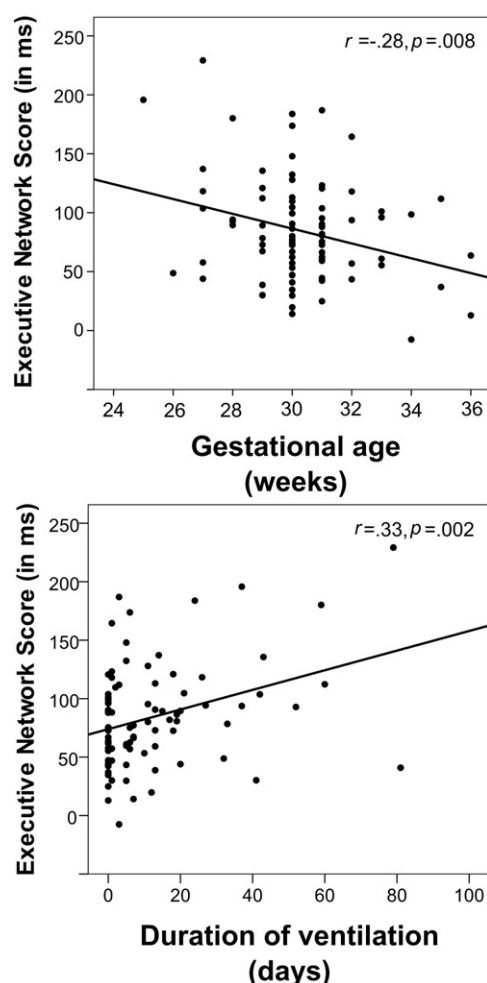 Executive Network Score (in ms)
250
200
150
100
50
0
r =-.28, p =.008
24 26 28 30 32 34 36
Gestational age
(weeks)
Executive Network Score (in ms)
250
200
150
100
50
0
r=.33, p=.002
0 20 40 60 80 100
Duration of ventilation
(days)